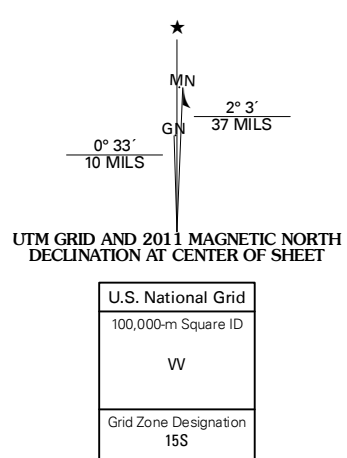 ★
MN
GN
2° 3´
37 MILS
0° 33´
10 MILS
UTM GRID AND 2011 MAGNETIC NORTH
DECLINATION AT CENTER OF SHEET
U.S. National Grid
100,000-m Square ID
VV
Grid Zone Designation
15S